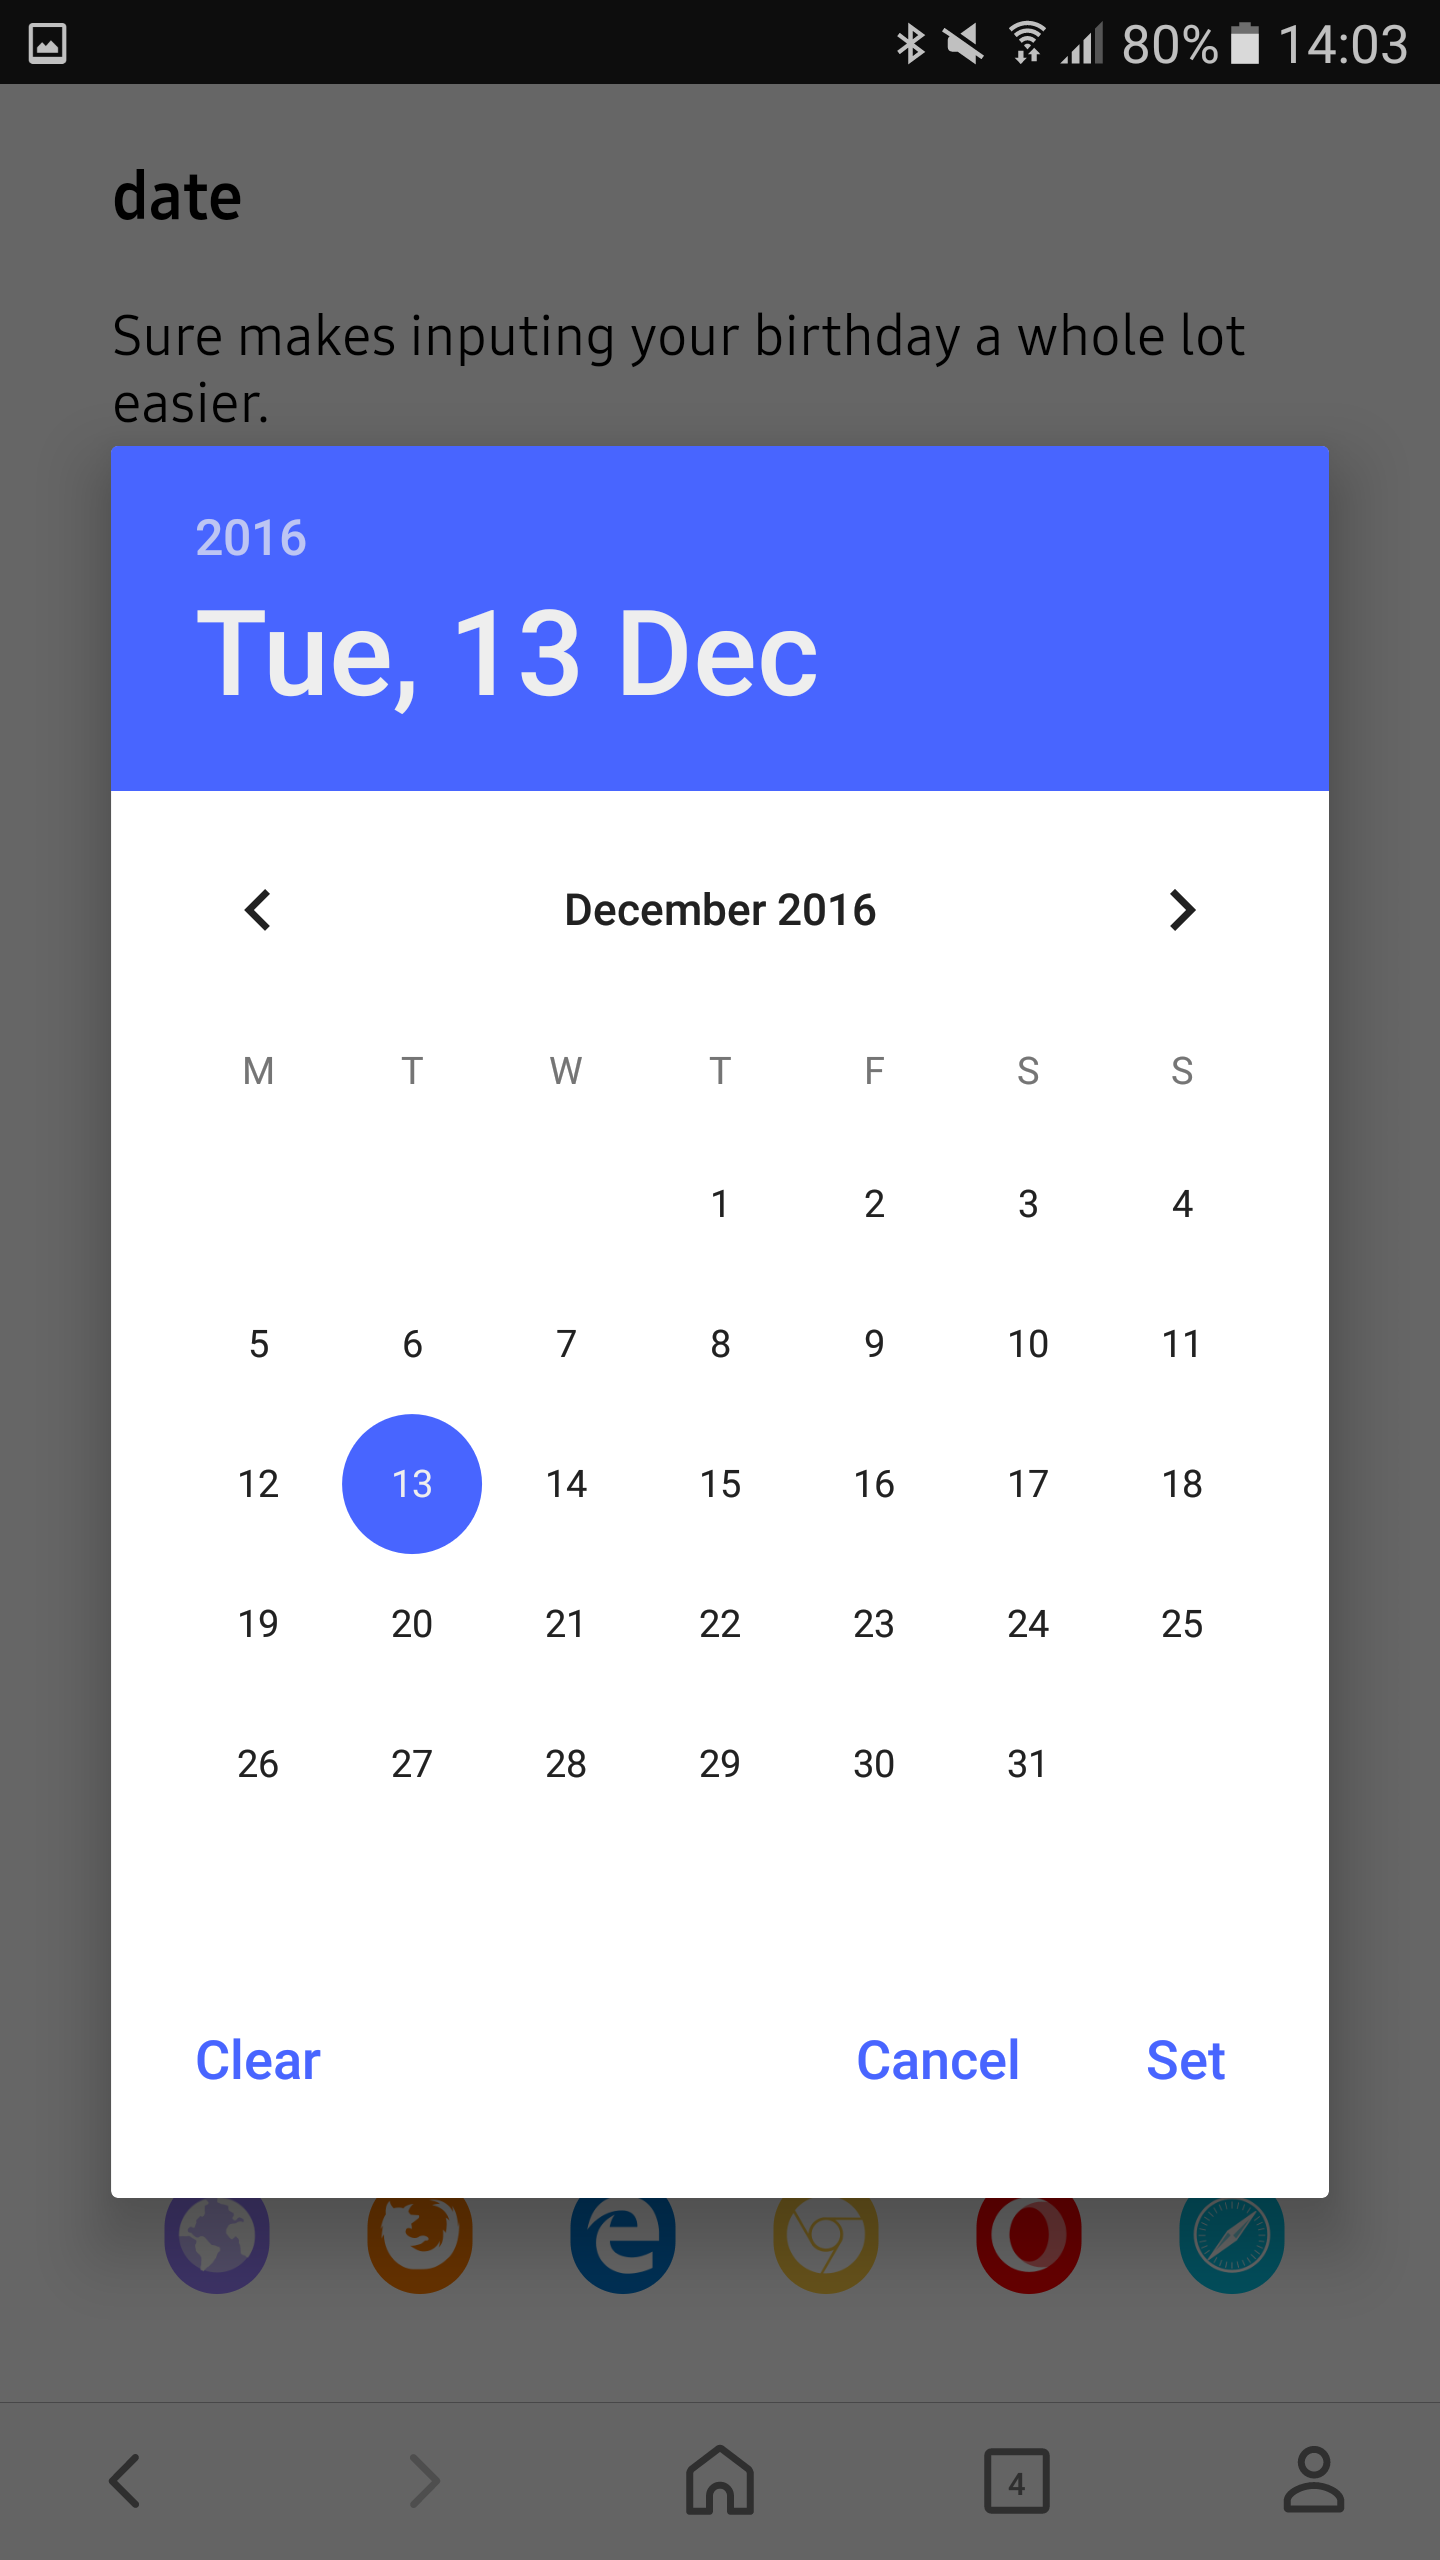 80% 14:03
date
Sure makes inputing your birthday a whole lot
easier.
2016
Tue, 13 Dec
December 2016
M T W T F S S
1 2 3 4
5 6 7 8 9 10 11
12 13 14 15 16 17 18
19 20 21 22 23 24 25
26 27 28 29 30 31
Clear Cancel Set
4